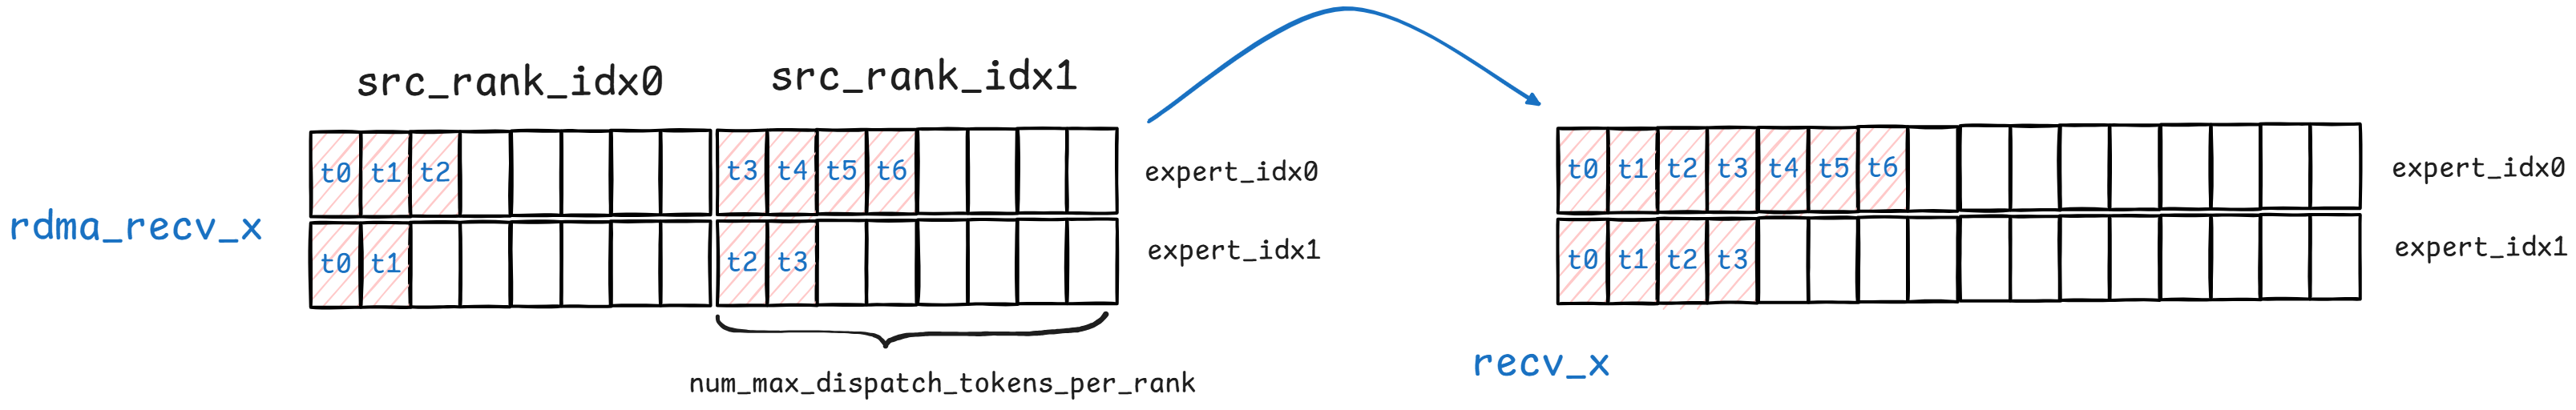 src_rank_idx0 src_rank_idx1
t0 t1 t2 t3 t4 t5 t6 expert_idx0
rdma_recv_x
t0 t1 t2 t3 expert_idx1
num_max_dispatch_tokens_per_rank
t0 t1 t2 t3 t4 t5 t6 expert_idx0
t0 t1 t2 t3 expert_idx1
recv_x